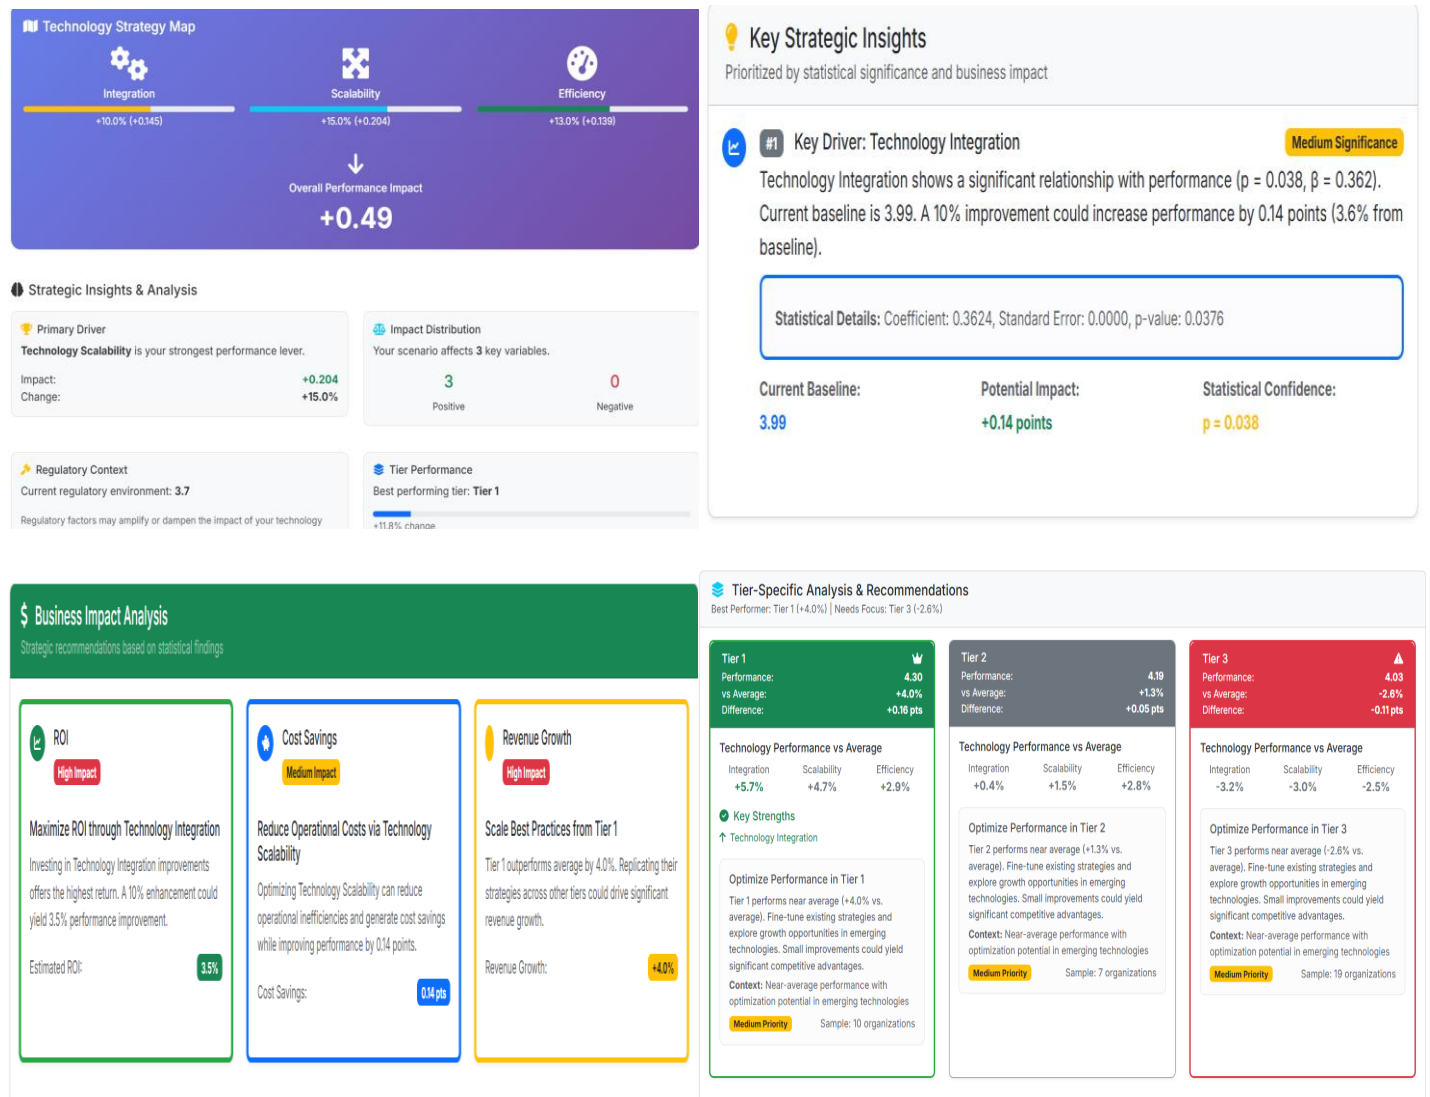 Technology Strategy Map
Integration
+10.0% (+0.145)
Scalability
+15.0% (+0.204)
Efficiency
+13.0% (+0.139)
Overall Performance Impact
+0.49
Strategic Insights & Analysis
Primary Driver
Technology Scalability is your strongest performance lever.
Impact: +0.204
Change: +15.0%
Impact Distribution
Your scenario affects 3 key variables.
3 0
Positive Negative
Regulatory Context
Current regulatory environment: 3.7
Regulatory factors may amplify or dampen the impact of your technology
Tier Performance
Best performing tier: Tier 1
+11.8% change
Key Strategic Insights
Prioritized by statistical significance and business impact
#1 Key Driver: Technology Integration Medium Significance
Technology Integration shows a significant relationship with performance (p = 0.038, β = 0.362).
Current baseline is 3.99. A 10% improvement could increase performance by 0.14 points (3.6% from
baseline).
Statistical Details: Coefficient: 0.3624, Standard Error: 0.0000, p-value: 0.0376
Current Baseline: Potential Impact: Statistical Confidence:
3.99 +0.14 points p = 0.038
$ Business Impact Analysis
Strategic recommendations based on statistical findings
ROI
High Impact
Maximize ROI through Technology Integration
Investing in Technology Integration improvements
offers the highest return. A 10% enhancement could
yield 3.5% performance improvement.
Estimated ROI: 3.5%
Cost Savings
Medium Impact
Reduce Operational Costs via Technology
Scalability
Optimizing Technology Scalability can reduce
operational inefficiencies and generate cost savings
while improving performance by 0.14 points.
Cost Savings: 0.14 pts
Revenue Growth
High Impact
Scale Best Practices from Tier 1
Tier 1 outperforms average by 4.0%. Replicating their
strategies across other tiers could drive significant
revenue growth.
Revenue Growth: +4.0%
Tier-Specific Analysis & Recommendations
Best Performer: Tier 1 (+4.0%) | Needs Focus: Tier 3 (-2.6%)
Tier 1
Performance: 4.30
vs Average: +4.0%
Difference: +0.16 pts
Technology Performance vs Average
Integration Scalability Efficiency
+5.7% +4.7% +2.9%
Key Strengths
↑ Technology Integration
Optimize Performance in Tier 1
Tier 1 performs near average (+4.0% vs.
average). Fine-tune existing strategies and
explore growth opportunities in emerging
technologies. Small improvements could yield
significant competitive advantages.
Context: Near-average performance with
optimization potential in emerging technologies
Medium Priority Sample: 10 organizations
Tier 2
Performance: 4.19
vs Average: +1.3%
Difference: +0.05 pts
Technology Performance vs Average
Integration Scalability Efficiency
+0.4% +1.5% +2.8%
Optimize Performance in Tier 2
Tier 2 performs near average (+1.3% vs.
average). Fine-tune existing strategies and
explore growth opportunities in emerging
technologies. Small improvements could yield
significant competitive advantages.
Context: Near-average performance with
optimization potential in emerging technologies
Medium Priority Sample: 7 organizations
Tier 3
Performance: 4.03
vs Average: -2.6%
Difference: -0.11 pts
Technology Performance vs Average
Integration Scalability Efficiency
-3.2% -3.0% -2.5%
Optimize Performance in Tier 3
Tier 3 performs near average (-2.6% vs.
average). Fine-tune existing strategies and
explore growth opportunities in emerging
technologies. Small improvements could yield
significant competitive advantages.
Context: Near-average performance with
optimization potential in emerging technologies
Medium Priority Sample: 19 organizations